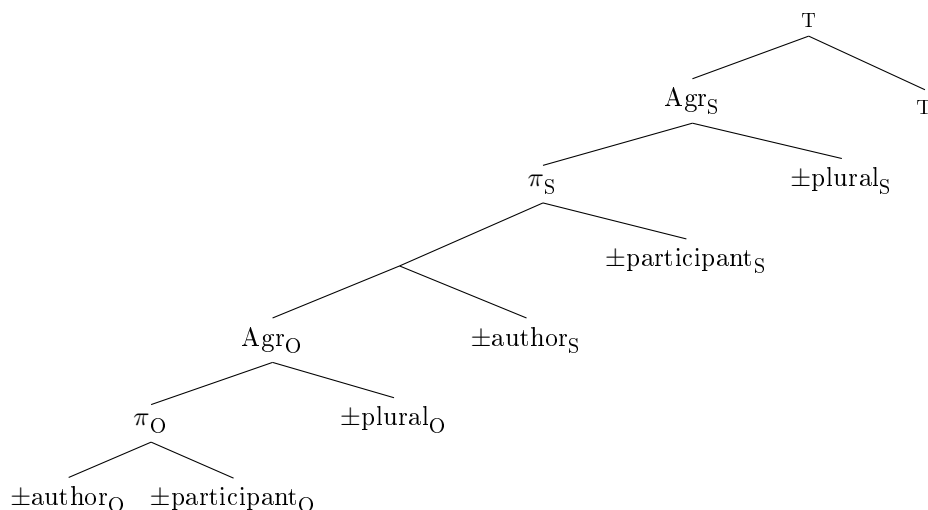 T
Agr_S T
π_S ±plural_S
±participant_S
Agr_O ±author_S
π_O ±plural_O
±author_O ±participant_O